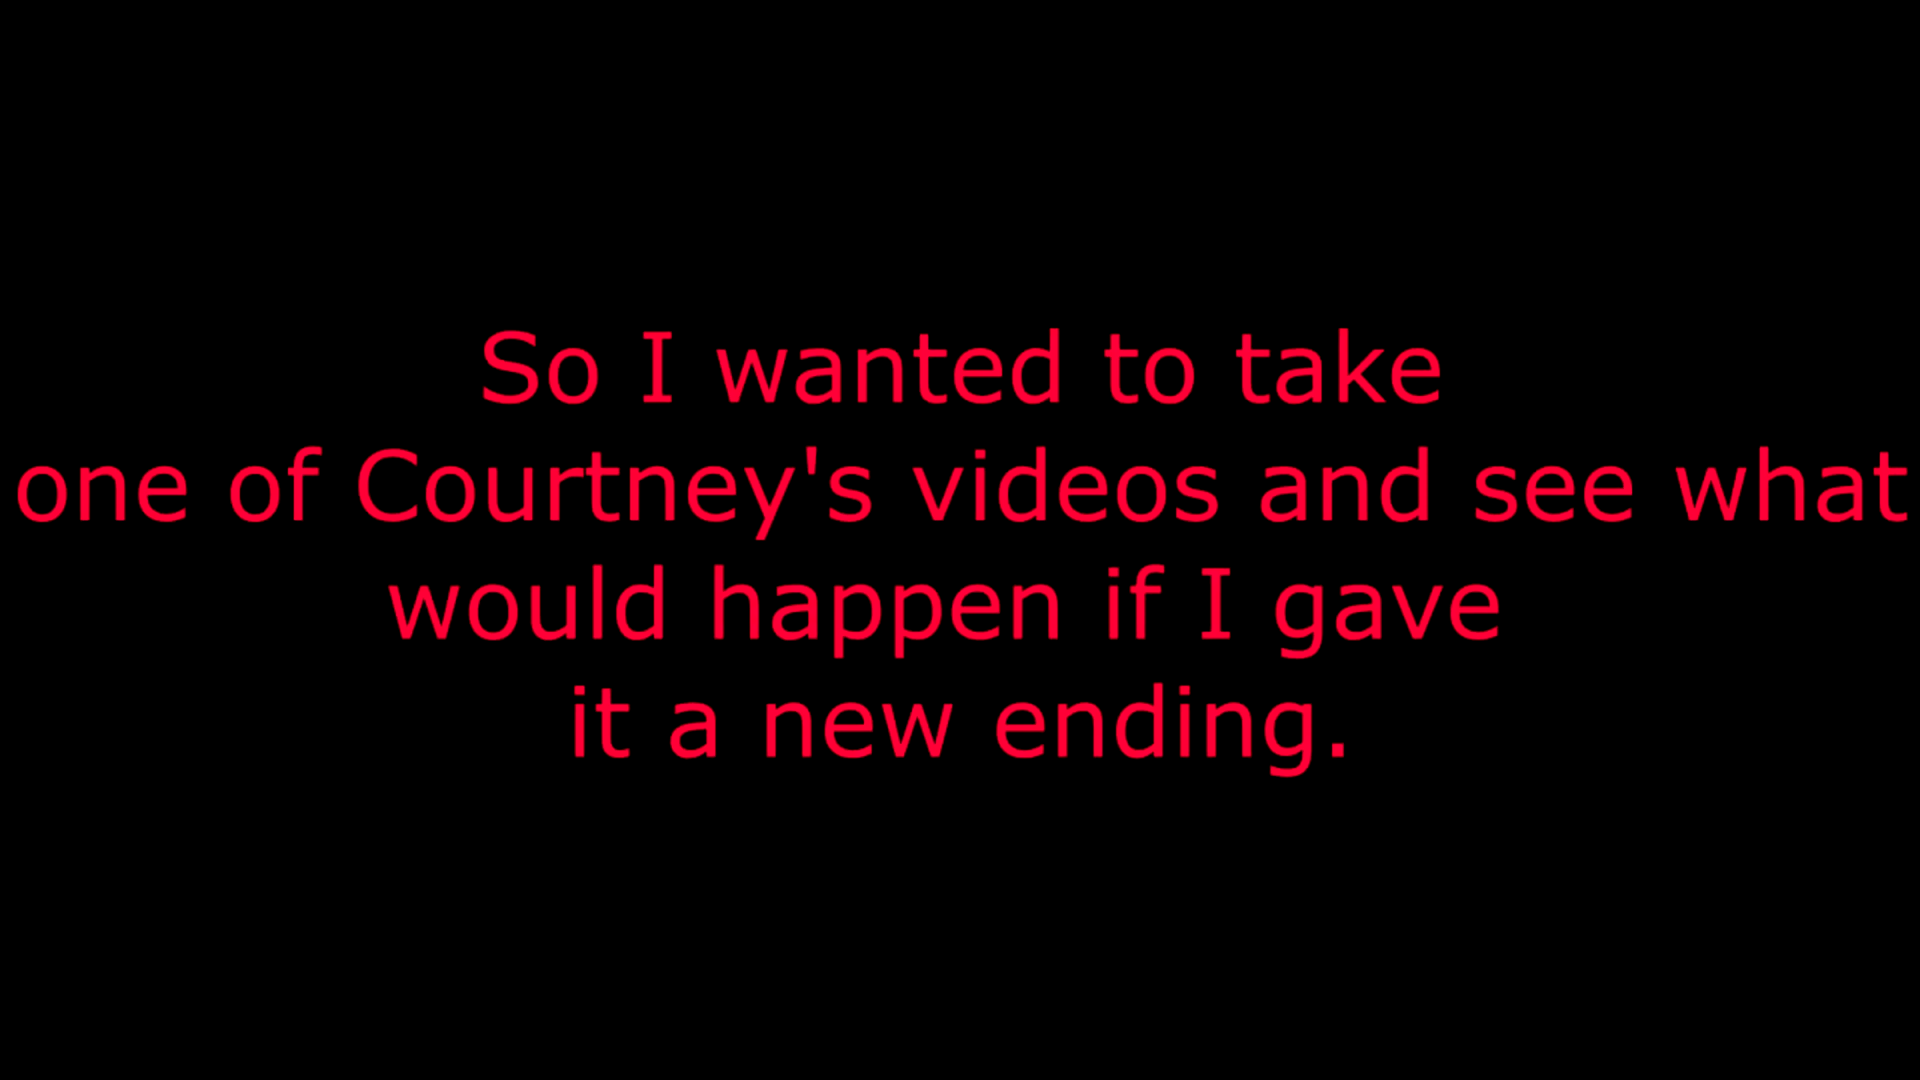 So I wanted to take
one of Courtney's videos and see what
would happen if I gave
it a new ending.